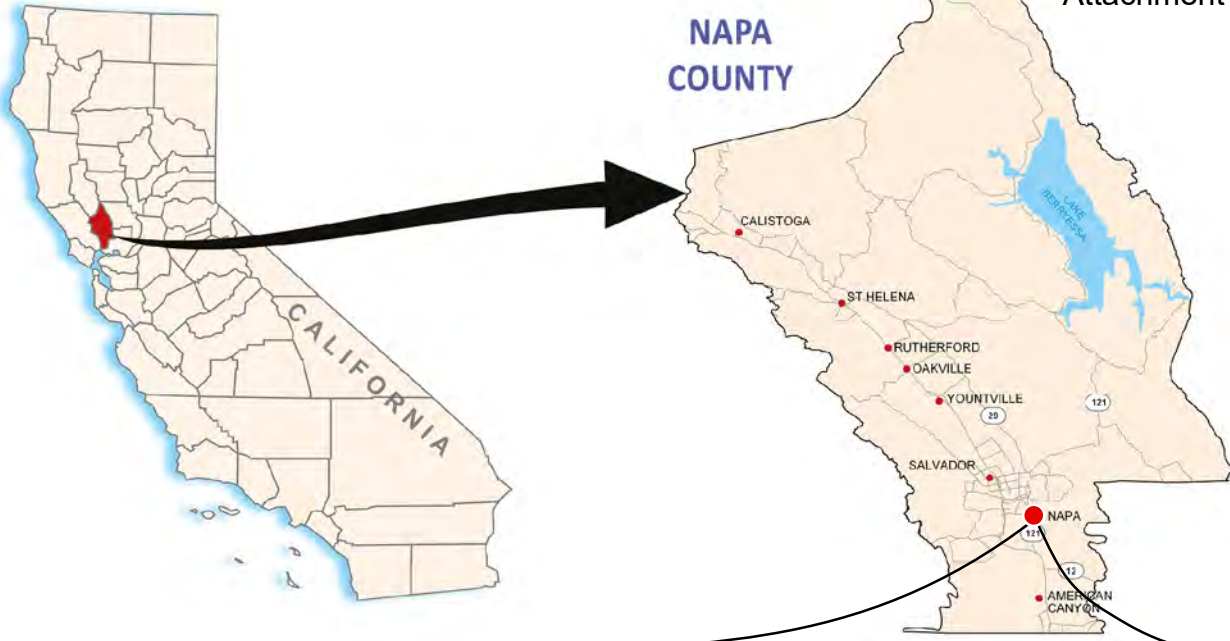 Attachment
NAPA
COUNTY
CALIFORNIA
LAKE
BERRYESSA
CALISTOGA
ST HELENA
RUTHERFORD
OAKVILLE
YOUNTVILLE
29
121
SALVADOR
NAPA
121
12
AMERICAN
CANYON